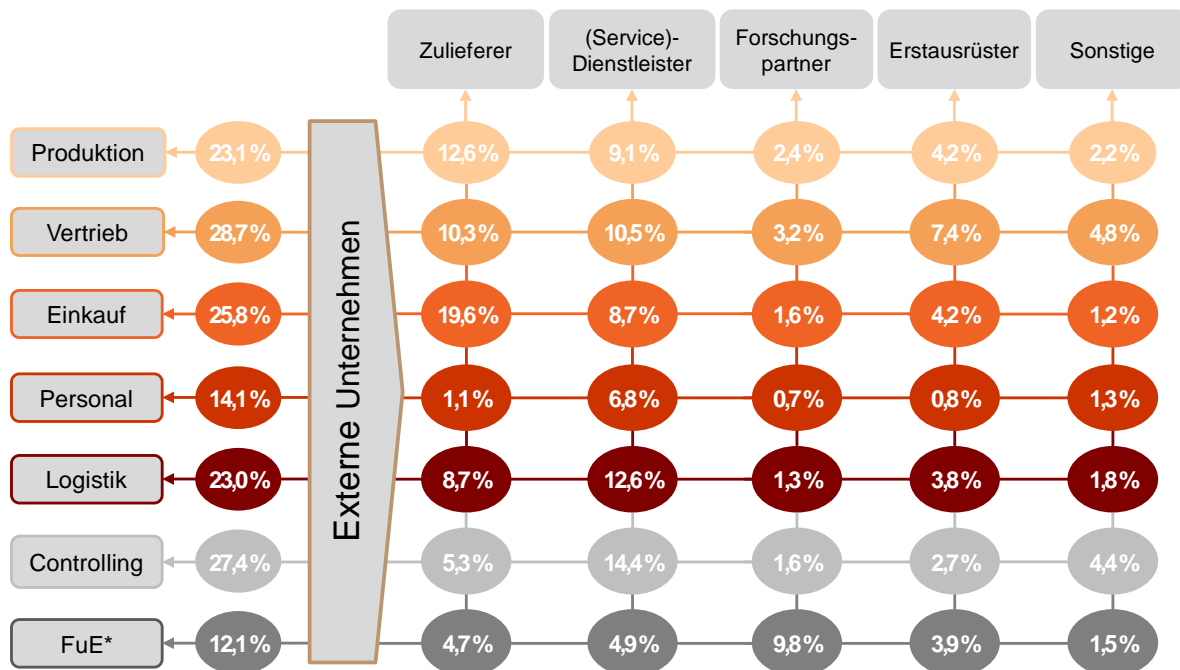 Zulieferer
(Service)-
Dienstleister
Forschungs-
partner
Erstausrüster
Sonstige
Externe Unternehmen
Produktion 23,1% 12,6% 9,1% 2,4% 4,2% 2,2%
Vertrieb 28,7% 10,3% 10,5% 3,2% 7,4% 4,8%
Einkauf 25,8% 19,6% 8,7% 1,6% 4,2% 1,2%
Personal 14,1% 1,1% 6,8% 0,7% 0,8% 1,3%
Logistik 23,0% 8,7% 12,6% 1,3% 3,8% 1,8%
Controlling 27,4% 5,3% 14,4% 1,6% 2,7% 4,4%
FuE* 12,1% 4,7% 4,9% 9,8% 3,9% 1,5%